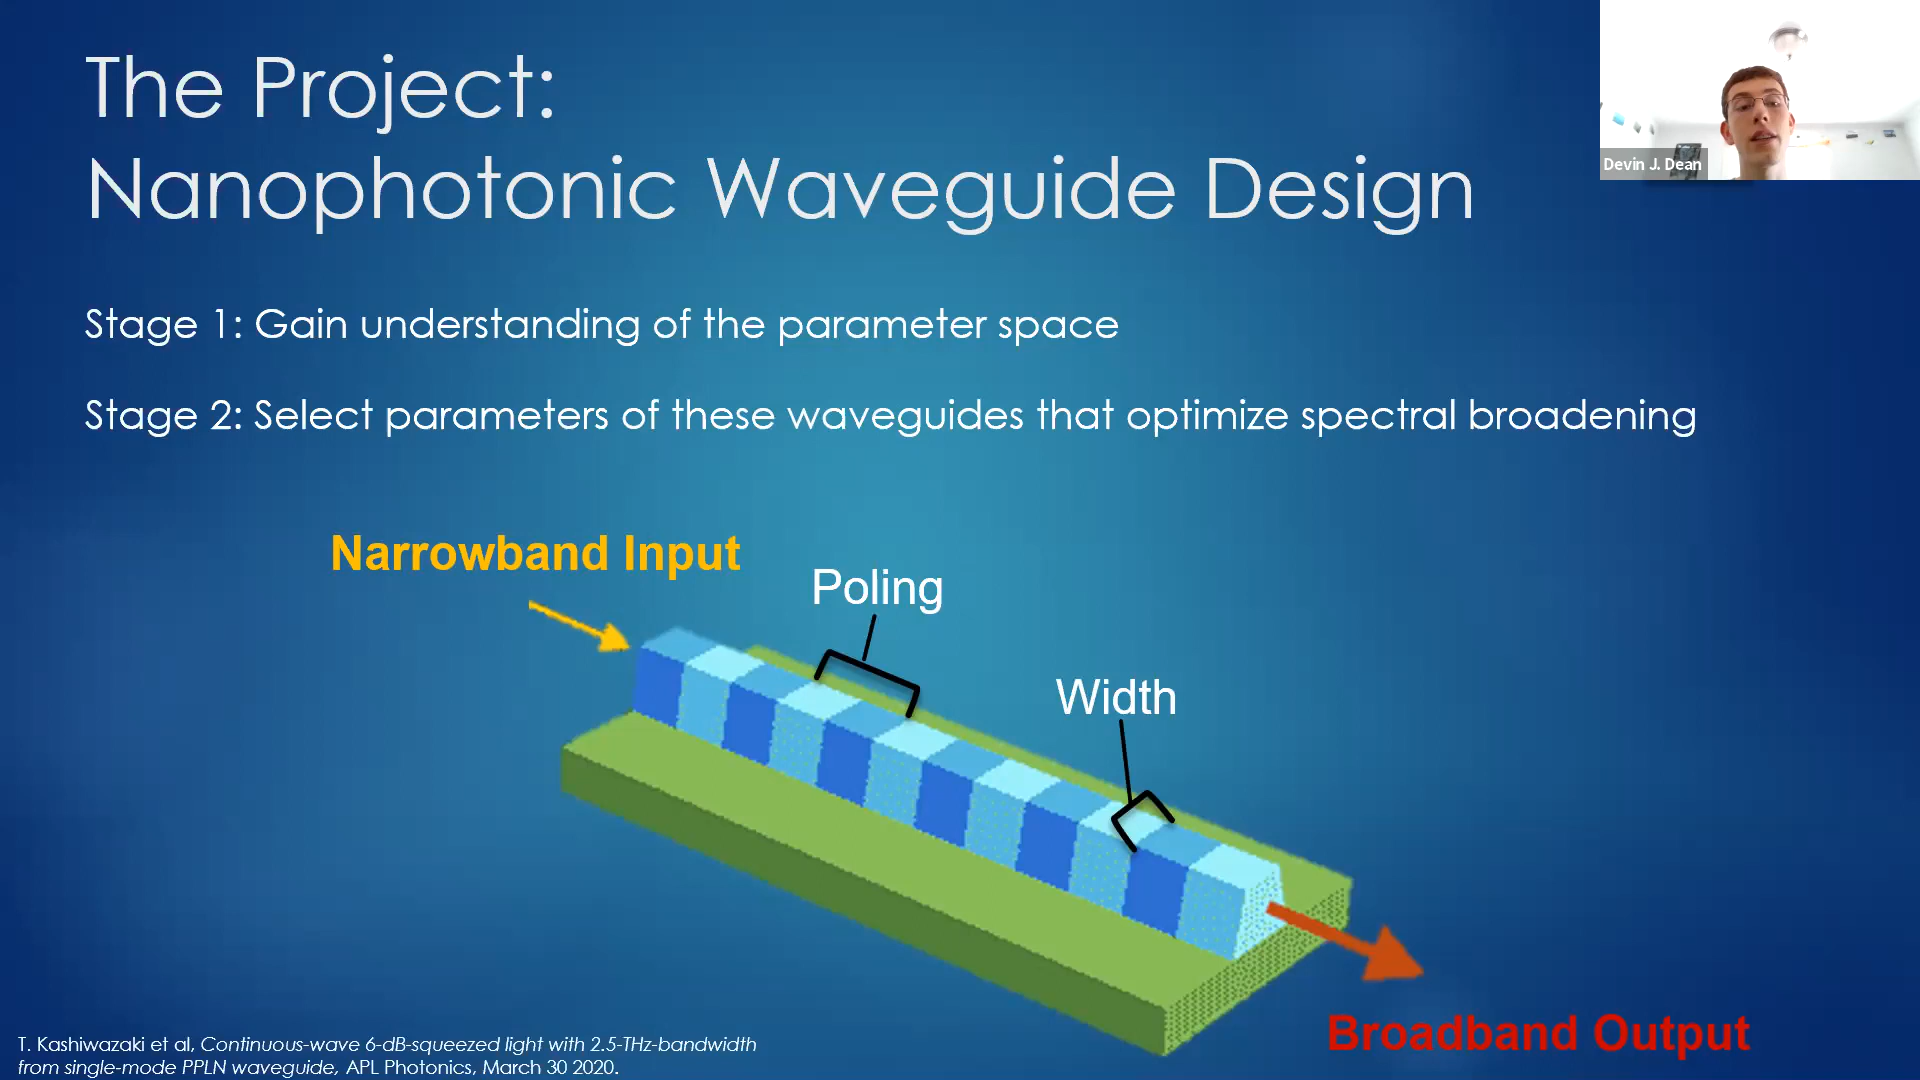 The Project:
Nanophotonic Waveguide Design
Devin J. Dean
Stage 1: Gain understanding of the parameter space
Stage 2: Select parameters of these waveguides that optimize spectral broadening
Narrowband Input
Poling
Width
Broadband Output
T. Kashiwazaki et al, Continuous-wave 6-dB-squeezed light with 2.5-THz-bandwidth
from single-mode PPLN waveguide, APL Photonics, March 30 2020.